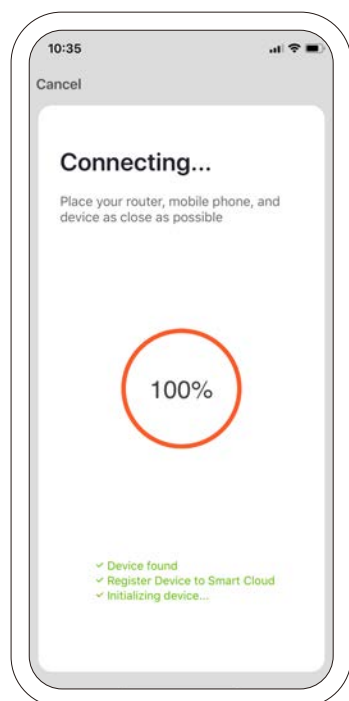 10:35
Cancel
Connecting...
Place your router, mobile phone, and
device as close as possible
100%
✓ Device found
✓ Register Device to Smart Cloud
✓ Initializing device...